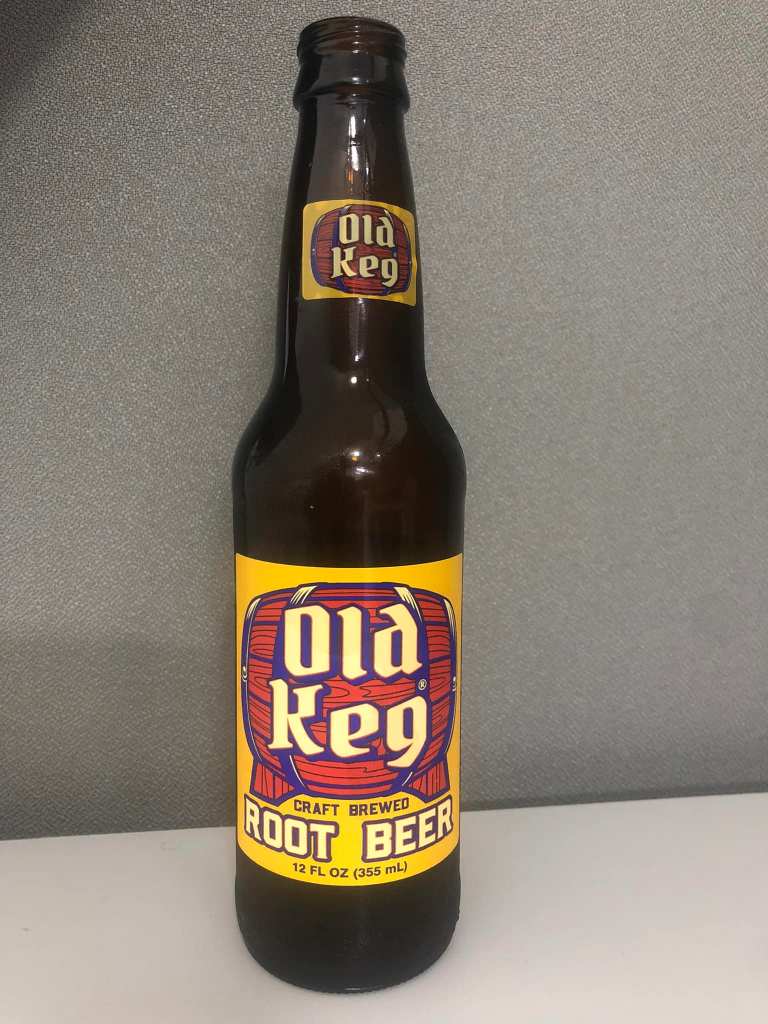 Old
Keg
Old
Keg®
CRAFT BREWED
ROOT BEER
12 FL OZ (355 mL)